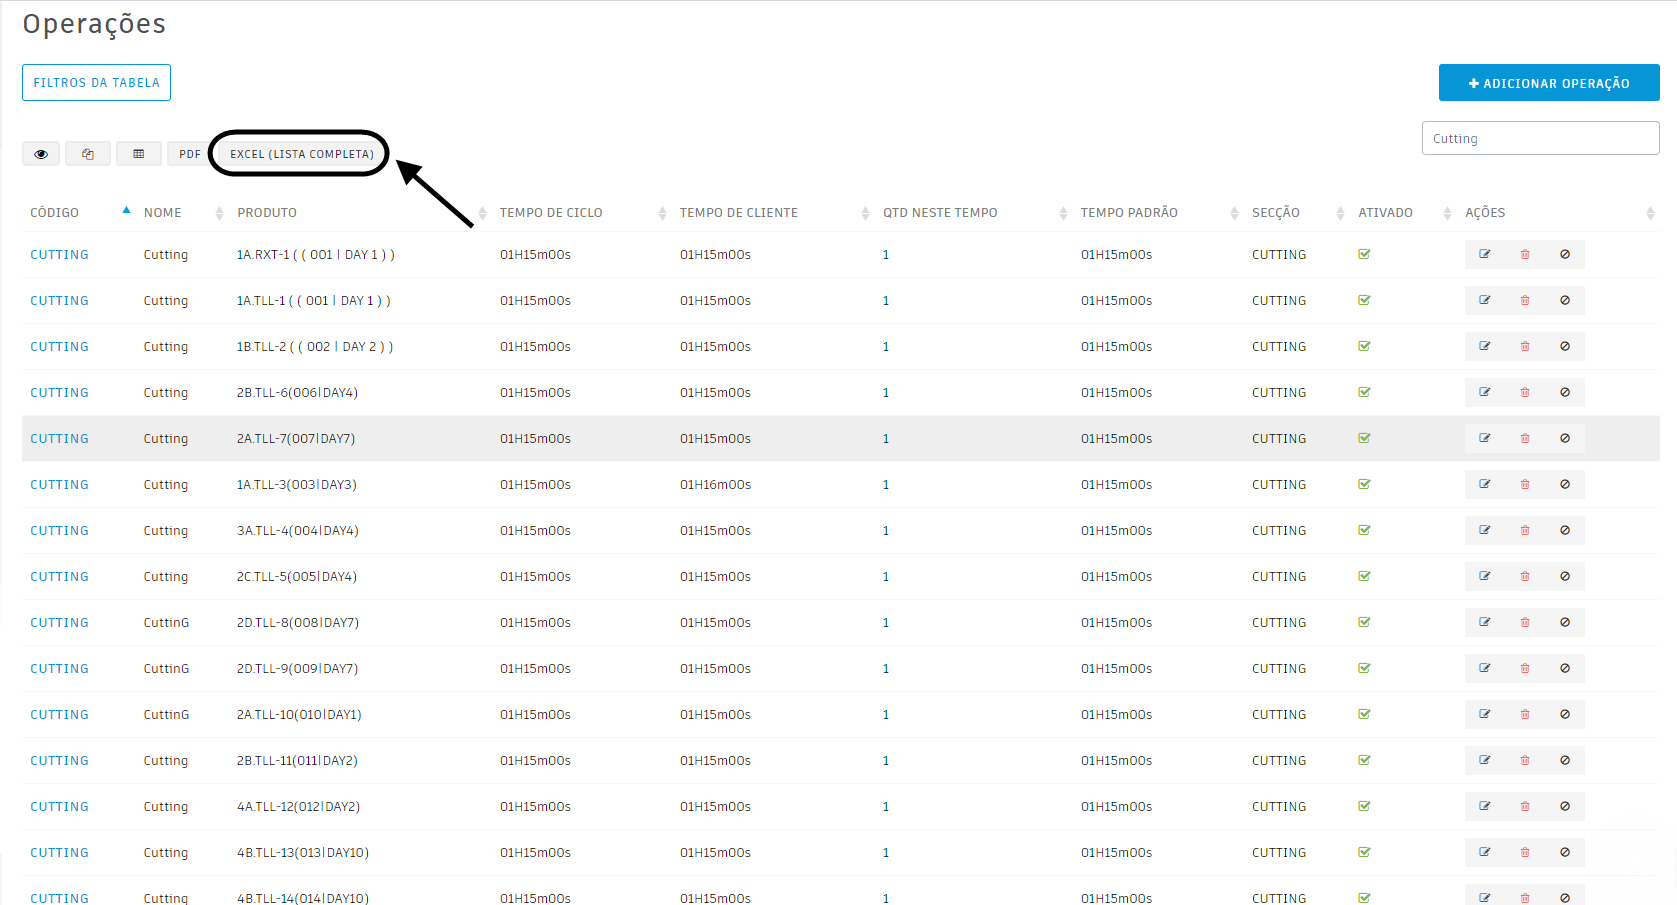 Operações
FILTROS DA TABELA
ADICIONAR OPERAÇÃO
Cutting
PDF EXCEL (LISTA COMPLETA)
CÓDIGO NOME PRODUTO TEMPO DE CICLO TEMPO DE CLIENTE QTD NESTE TEMPO TEMPO PADRÃO SECÇÃO ATIVADO AÇÕES
CUTTING Cutting 1A.RXT-1 ( ( 001 | DAY 1 ) ) 01H15m00s 01H15m00s 1 01H15m00s CUTTING
CUTTING Cutting 1A.TLL-1 ( ( 001 | DAY 1 ) ) 01H15m00s 01H15m00s 1 01H15m00s CUTTING
CUTTING Cutting 1B.TLL-2 ( ( 002 | DAY 2 ) ) 01H15m00s 01H15m00s 1 01H15m00s CUTTING
CUTTING Cutting 2B.TLL-6(006|DAY4) 01H15m00s 01H15m00s 1 01H15m00s CUTTING
CUTTING Cutting 2A.TLL-7(007|DAY7) 01H15m00s 01H15m00s 1 01H15m00s CUTTING
CUTTING Cutting 1A.TLL-3(003|DAY3) 01H15m00s 01H16m00s 1 01H15m00s CUTTING
CUTTING Cutting 3A.TLL-4(004|DAY4) 01H15m00s 01H15m00s 1 01H15m00s CUTTING
CUTTING Cutting 2C.TLL-5(005|DAY4) 01H15m00s 01H15m00s 1 01H15m00s CUTTING
CUTTING CuttinG 2D.TLL-8(008|DAY7) 01H15m00s 01H15m00s 1 01H15m00s CUTTING
CUTTING CuttinG 2D.TLL-9(009|DAY7) 01H15m00s 01H15m00s 1 01H15m00s CUTTING
CUTTING CuttinG 2A.TLL-10(010|DAY1) 01H15m00s 01H15m00s 1 01H15m00s CUTTING
CUTTING Cutting 2B.TLL-11(011|DAY2) 01H15m00s 01H15m00s 1 01H15m00s CUTTING
CUTTING Cutting 4A.TLL-12(012|DAY2) 01H15m00s 01H15m00s 1 01H15m00s CUTTING
CUTTING Cutting 4B.TLL-13(013|DAY10) 01H15m00s 01H15m00s 1 01H15m00s CUTTING
CUTTING Cutting 4B.TLL-14(014|DAY10) 01H15m00s 01H15m00s 1 01H15m00s CUTTING